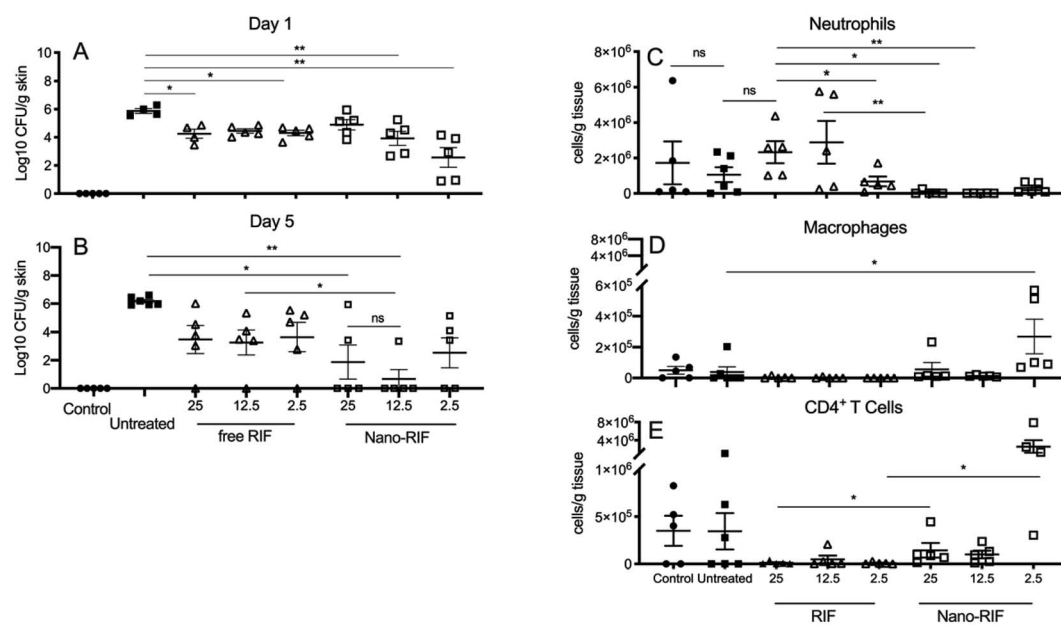 Day 1
A
Log10 CFU/g skin
10
8
6
4
2
0
**
**
*
*
Day 5
B
Log10 CFU/g skin
10
8
6
4
2
0
**
*
*
ns
Control
Untreated
25 12.5 2.5 25 12.5 2.5
free RIF Nano-RIF
Neutrophils
C
cells/g tissue
8×10⁶
6×10⁶
4×10⁶
2×10⁶
0
ns
ns
**
*
*
**
Macrophages
D
cells/g tissue
8×10⁶
6×10⁶
4×10⁶
4×10⁵
2×10⁵
0
*
CD4⁺ T Cells
E
cells/g tissue
8×10⁶
4×10⁶
1×10⁶
5×10⁵
0
*
*
Control Untreated 25 12.5 2.5 25 12.5 2.5
RIF Nano-RIF